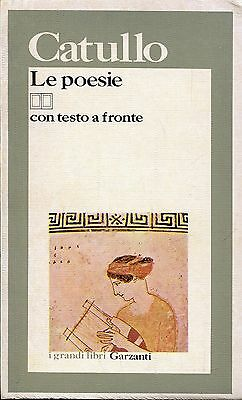 Catullo
Le poesie
con testo a fronte
i grandi libri Garzanti